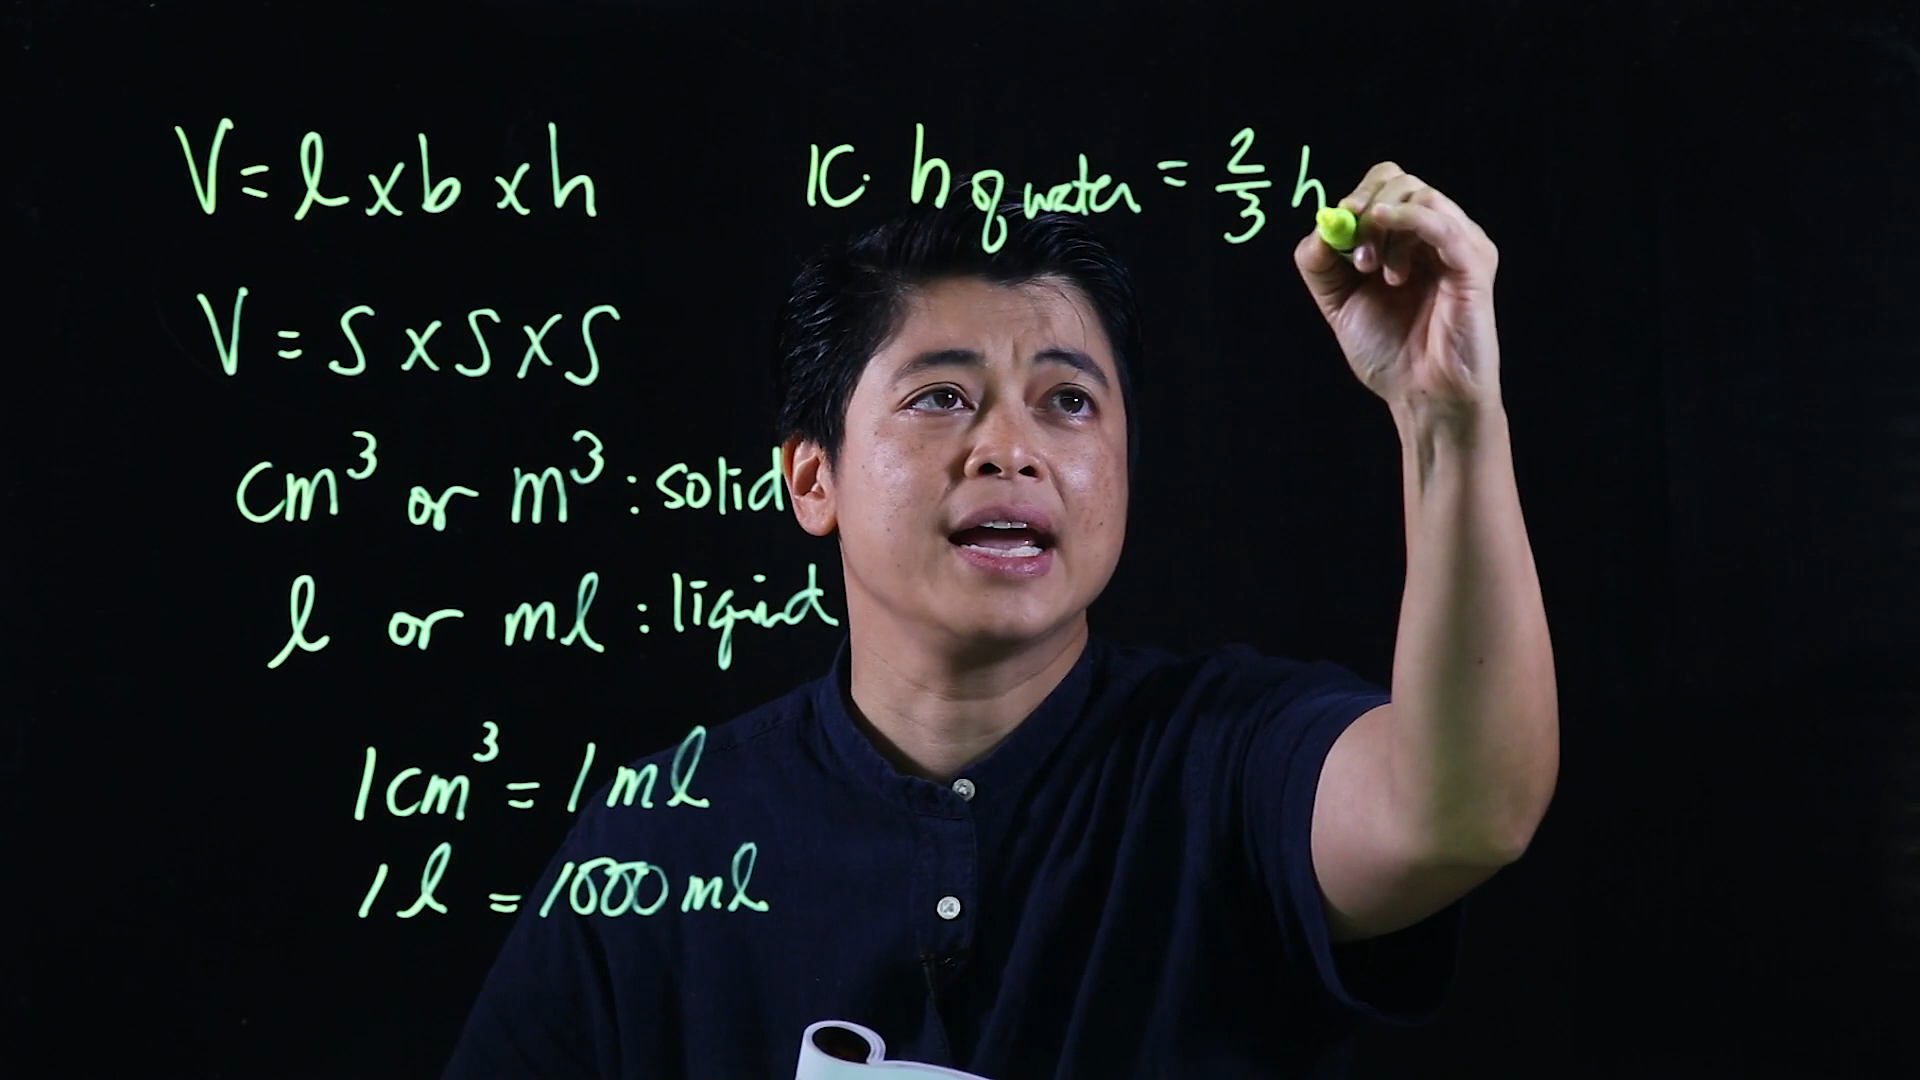 V = l x b x h
V = S x S x S
cm³ or m³ : solid
l or ml : liquid
1 cm³ = 1 ml
1 l = 1000 ml
1C. h of water = 2/3 h